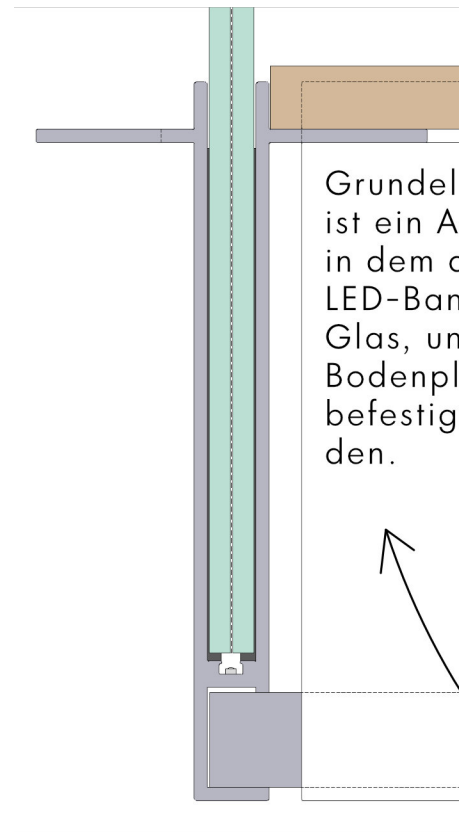 Grundel
ist ein A
in dem d
LED-Ban
Glas, un
Bodenpl
befestig
den.